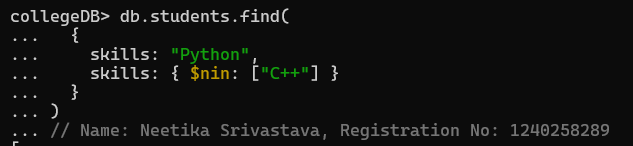 collegeDB> db.students.find(
...   {
...     skills: "Python",
...     skills: { $nin: ["C++"] }
...   }
... )
... // Name: Neetika Srivastava, Registration No: 1240258289